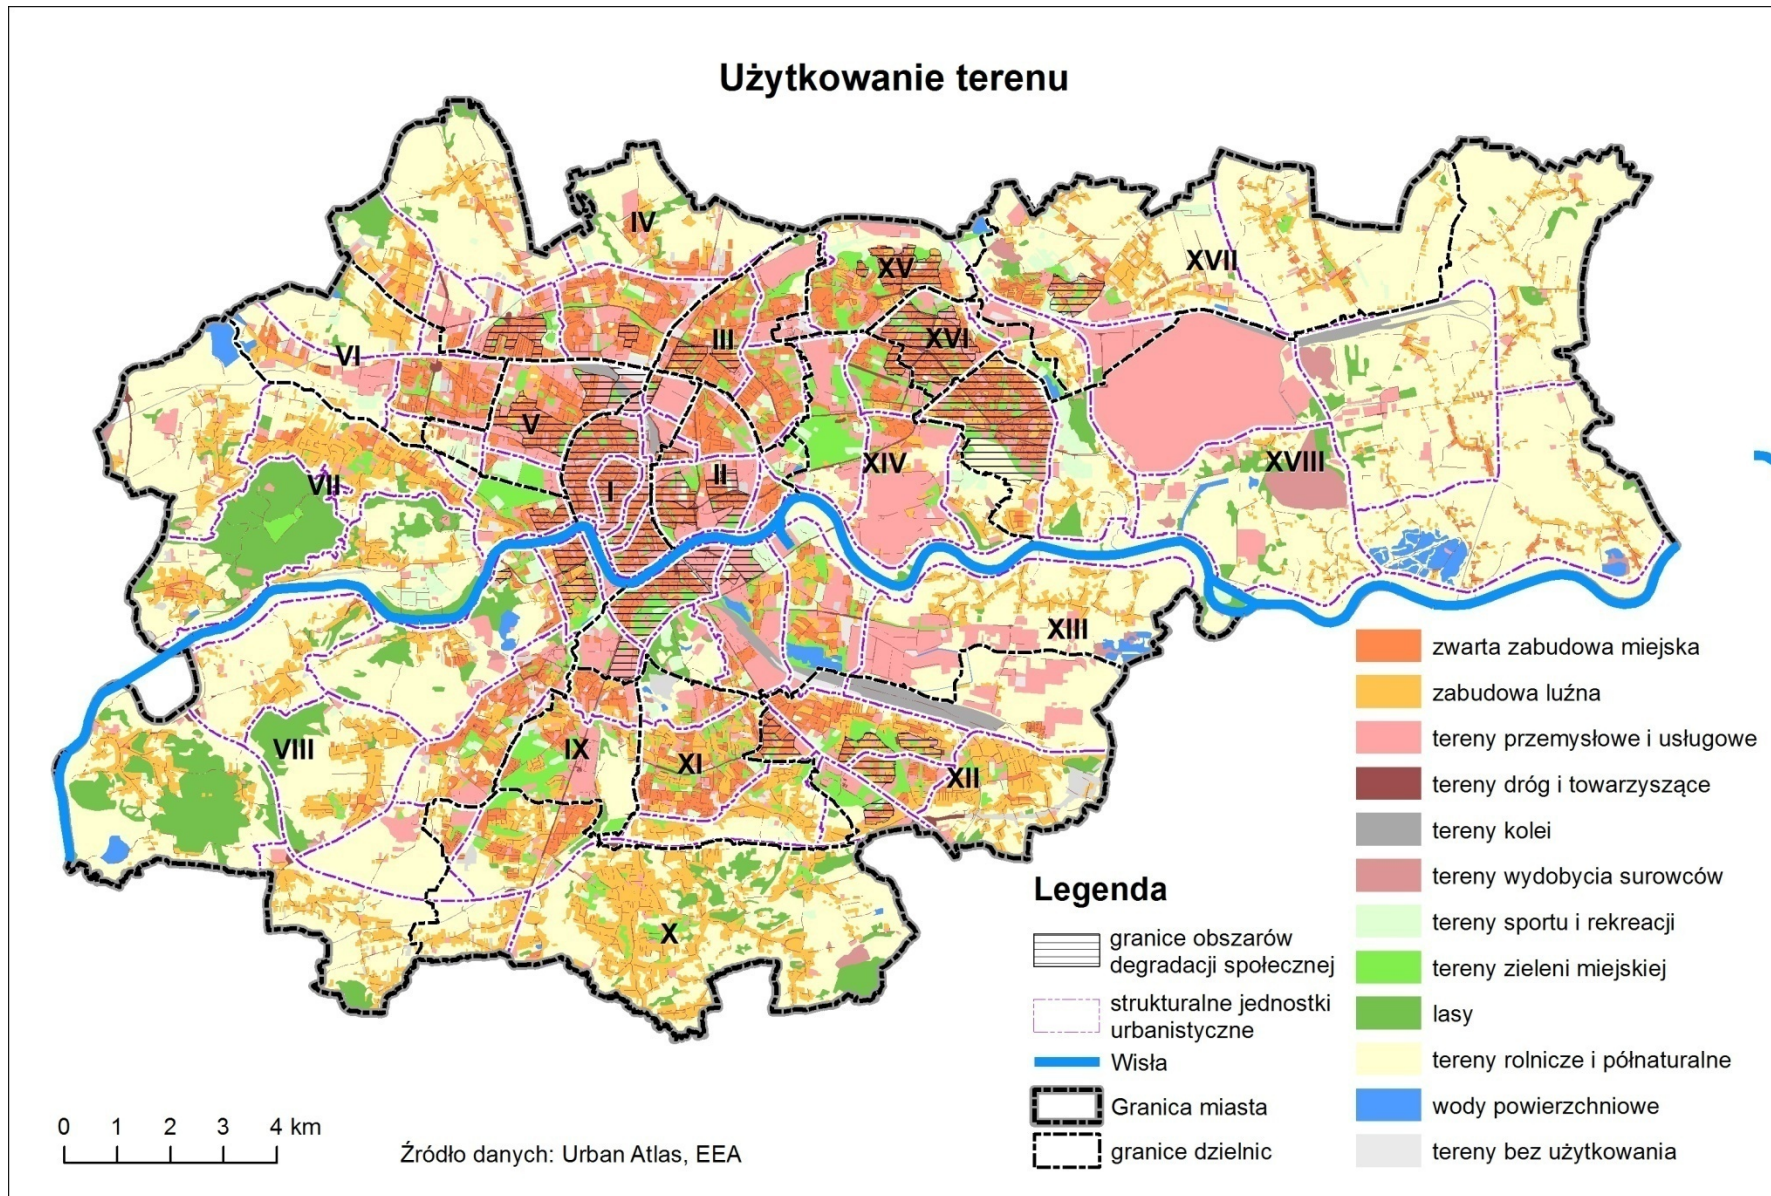 Użytkowanie terenu
IV
XV
XVII
III
XVI
VI
V
VII
I
II
XIV
XVIII
XIII
VIII
IX
XI
XII
X
Legenda
granice obszarów
degradacji społecznej
strukturalne jednostki
urbanistyczne
Wisła
Granica miasta
granice dzielnic
zwarta zabudowa miejska
zabudowa luźna
tereny przemysłowe i usługowe
tereny dróg i towarzyszące
tereny kolei
tereny wydobycia surowców
tereny sportu i rekreacji
tereny zieleni miejskiej
lasy
tereny rolnicze i półnaturalne
wody powierzchniowe
tereny bez użytkowania
0 1 2 3 4 km
Źródło danych: Urban Atlas, EEA